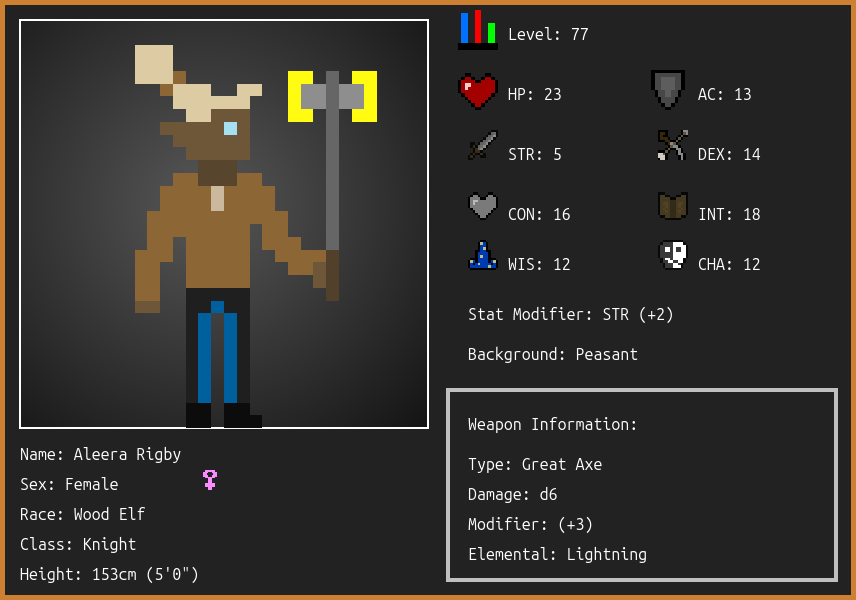 Level: 77
HP: 23
AC: 13
STR: 5
DEX: 14
CON: 16
INT: 18
WIS: 12
CHA: 12
Stat Modifier: STR (+2)
Background: Peasant
Weapon Information:
Type: Great Axe
Damage: d6
Modifier: (+3)
Elemental: Lightning
Name: Aleera Rigby
Sex: Female
Race: Wood Elf
Class: Knight
Height: 153cm (5'0")